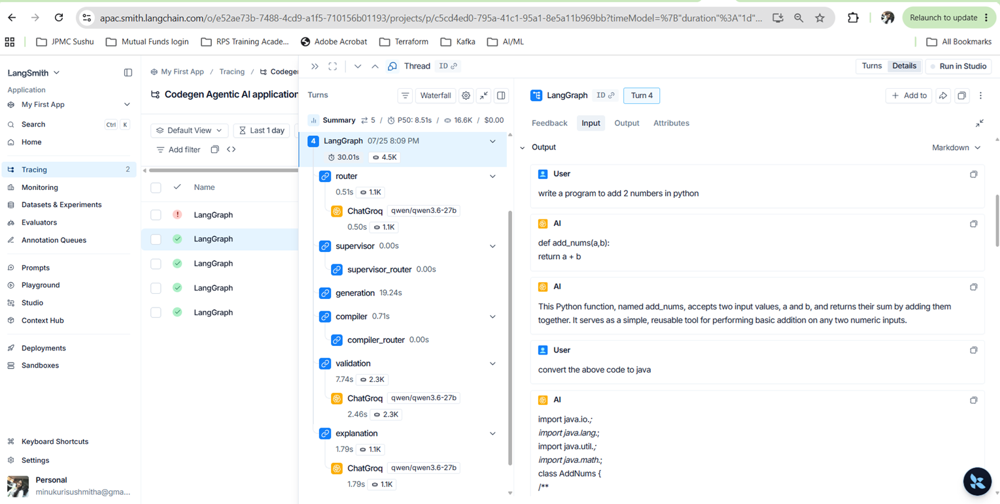 apac.smith.langchain.com/o/e52ae73b-7488-4cd9-a1f5-710156b01193/projects/p/c5cd4ed0-795a-41c1-95a1-8e5a11b969bb?timeModel=%7B"duration"%3A"1d"...
Relaunch to update
JPMC Sushu
Mutual Funds login
RPS Training Acade...
Adobe Acrobat
Terraform
Kafka
AI/ML
All Bookmarks
LangSmith
Application
My First App
Search
Ctrl K
Home
Tracing 2
Monitoring
Datasets & Experiments
Evaluators
Annotation Queues
Prompts
Playground
Studio
Context Hub
Deployments
Sandboxes
Keyboard Shortcuts
Settings
Personal
minukurisushmitha@gma...
My First App / Tracing / Codeger
Codegen Agentic AI application
Default View
Last 1 day
Add filter
Name
LangGraph
LangGraph
LangGraph
LangGraph
LangGraph
Thread
ID
Turns
Details
Run in Studio
Turns
Waterfall
Summary 5 / P50: 8.51s / 16.6K / $0.00
4 LangGraph 07/25 8:09 PM
30.01s 4.5K
router
0.51s 1.1K
ChatGroq qwen/qwen3.6-27b
0.50s 1.1K
supervisor 0.00s
supervisor_router 0.00s
generation 19.24s
compiler 0.71s
compiler_router 0.00s
validation
7.74s 2.3K
ChatGroq qwen/qwen3.6-27b
2.46s 2.3K
explanation
1.79s 1.1K
ChatGroq qwen/qwen3.6-27b
1.79s 1.1K
LangGraph
ID
Turn 4
Add to
Feedback
Input
Output
Attributes
Output
Markdown
User
write a program to add 2 numbers in python
AI
def add_nums(a,b):
return a + b
AI
This Python function, named add_nums, accepts two input values, a and b, and returns their sum by adding them
together. It serves as a simple, reusable tool for performing basic addition on any two numeric inputs.
User
convert the above code to java
AI
import java.io.;
import java.lang.;
import java.util.;
import java.math.;
class AddNums {
/**